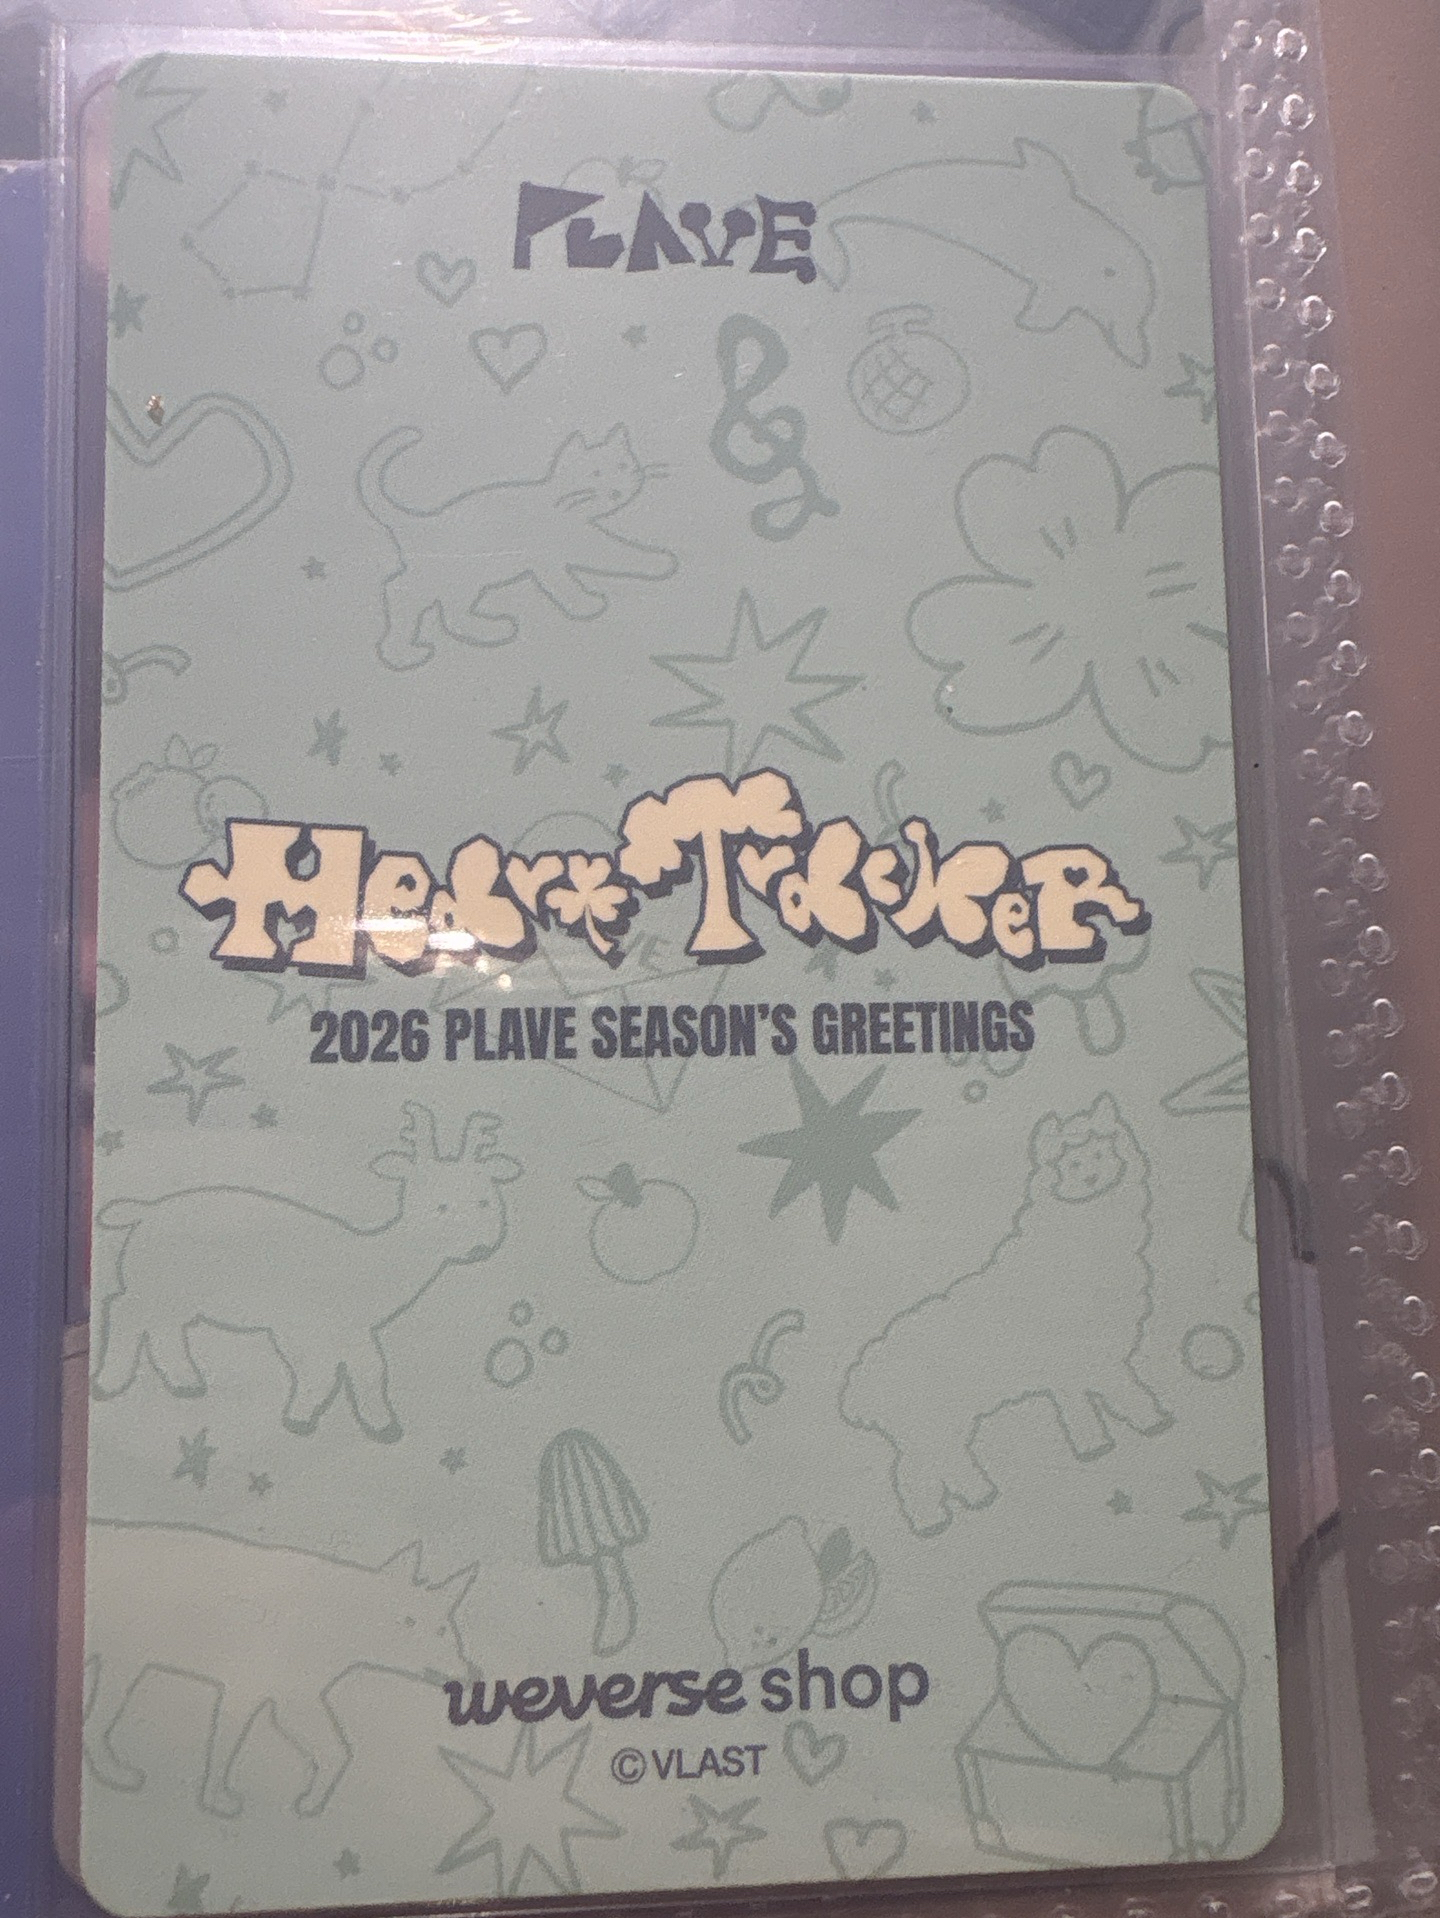 PLAVE
Heart Tracker
2026 PLAVE SEASON'S GREETINGS
weverse shop
©VLAST